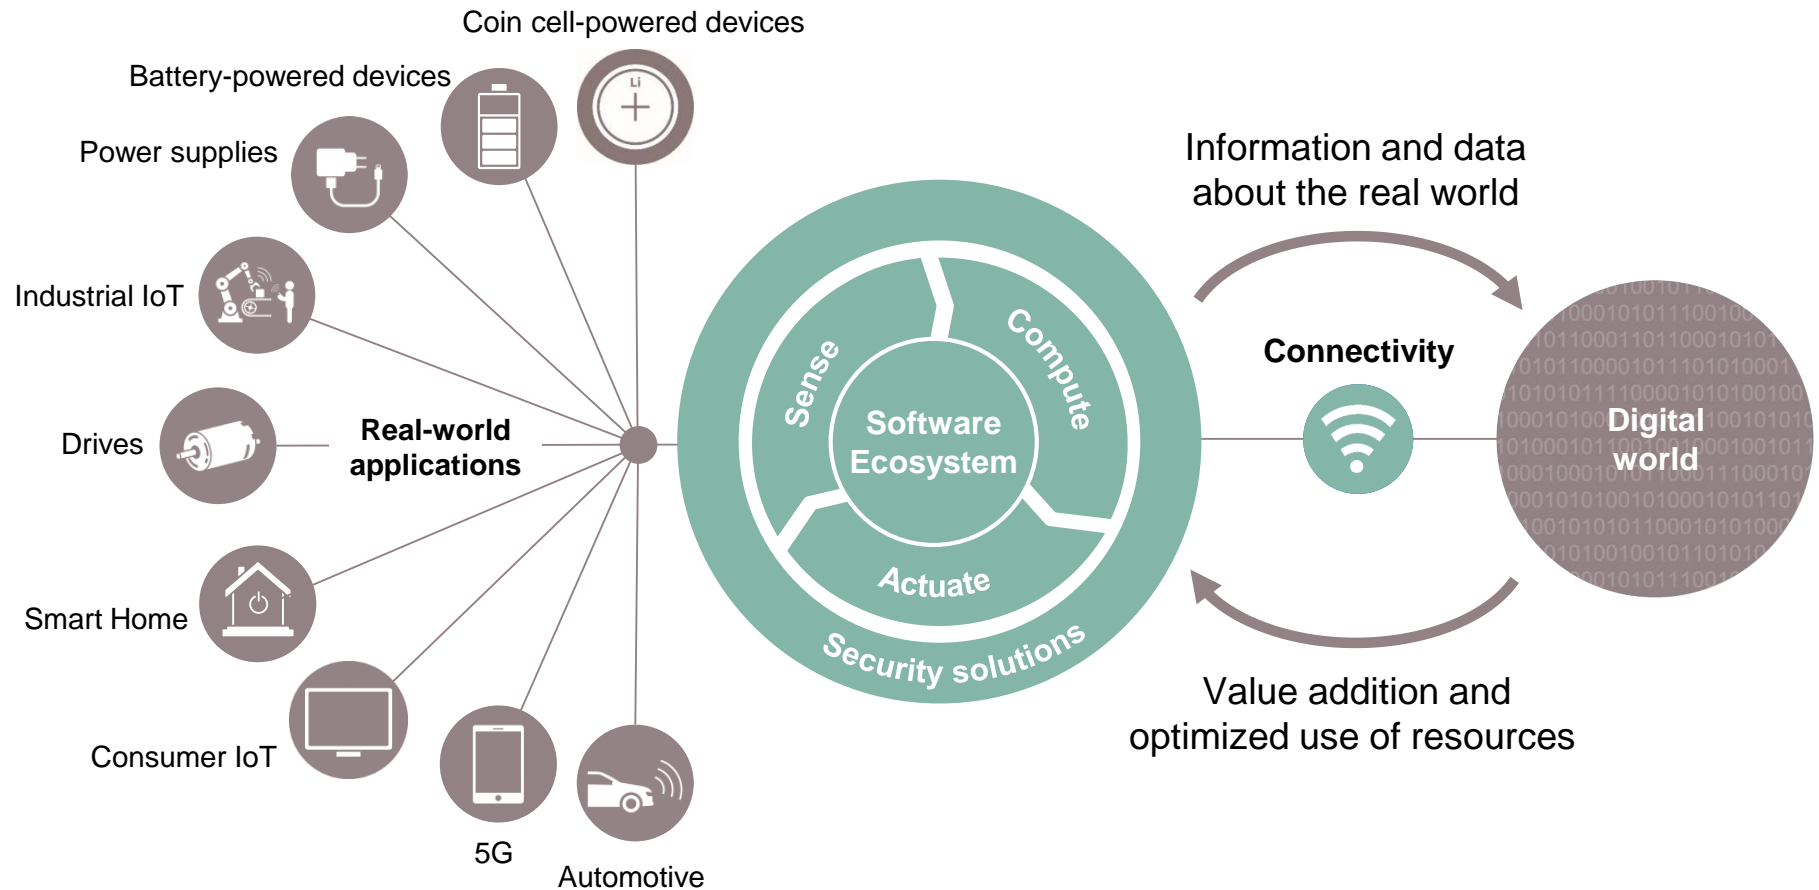 Coin cell-powered devices
Li
Battery-powered devices
Power supplies
Industrial IoT
Drives
Real-world
applications
Smart Home
Consumer IoT
5G
Automotive
Sense
Compute
Software
Ecosystem
Actuate
Security solutions
Information and data
about the real world
Connectivity
Digital
world
Value addition and
optimized use of resources